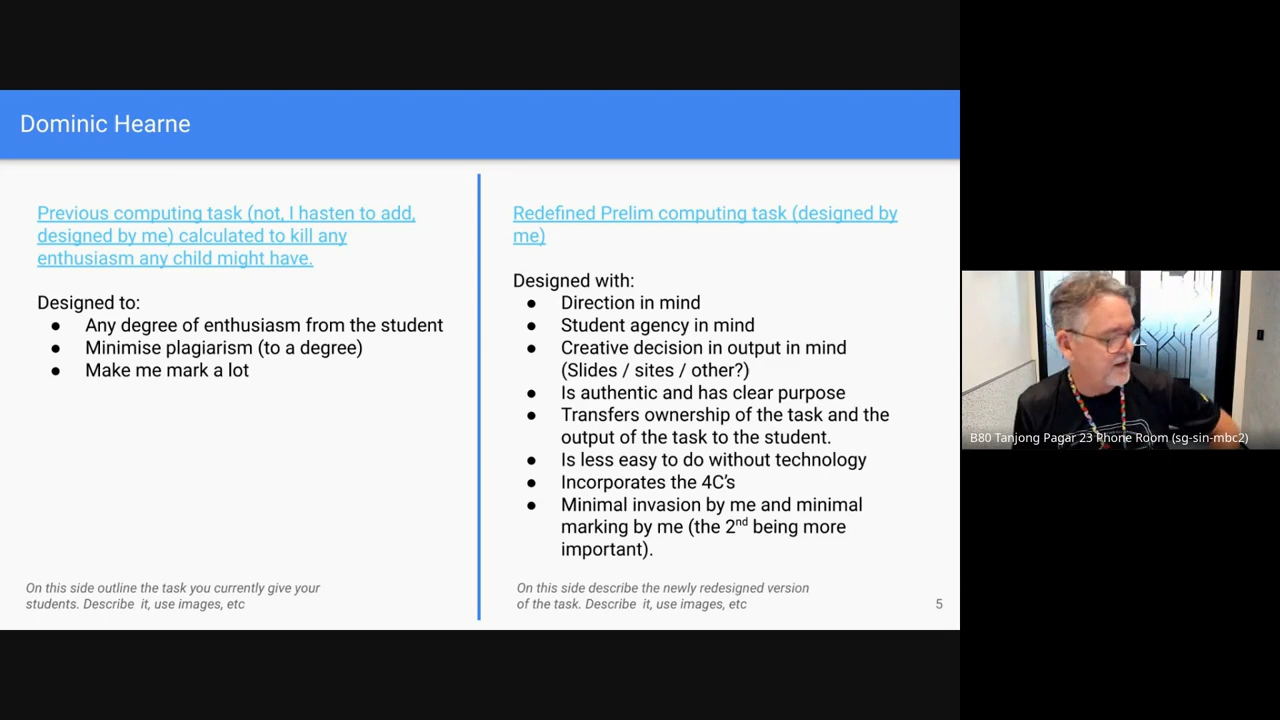 Dominic Hearne
Previous computing task (not, I hasten to add,
designed by me) calculated to kill any
enthusiasm any child might have.
Designed to:
● Any degree of enthusiasm from the student
● Minimise plagiarism (to a degree)
● Make me mark a lot
On this side outline the task you currently give your
students. Describe it, use images, etc
Redefined Prelim computing task (designed by
me)
Designed with:
● Direction in mind
● Student agency in mind
● Creative decision in output in mind
(Slides / sites / other?)
● Is authentic and has clear purpose
● Transfers ownership of the task and the
output of the task to the student.
● Is less easy to do without technology
● Incorporates the 4C’s
● Minimal invasion by me and minimal
marking by me (the 2nd being more
important).
On this side describe the newly redesigned version
of the task. Describe it, use images, etc
5
B80 Tanjong Pagar 23 Phone Room (sg-sin-mbc2)